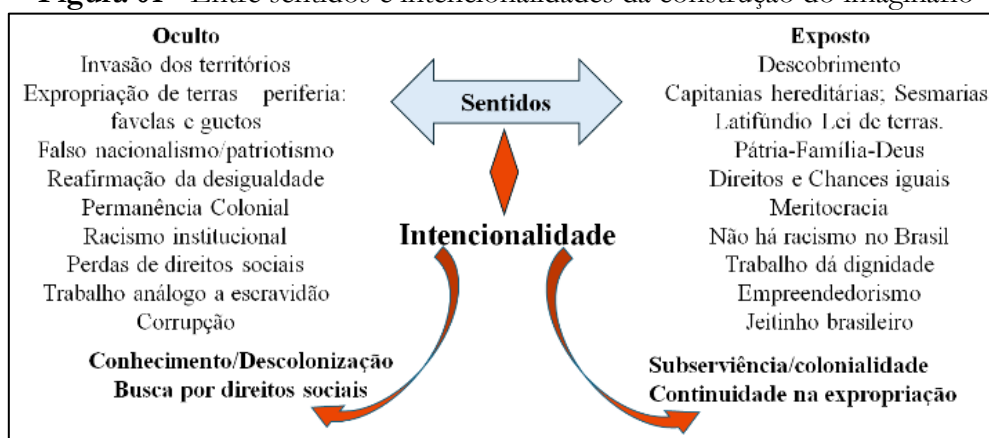 Figura 01 - Entre sentidos e intencionalidades da construção do imaginário
Oculto
Invasão dos territórios
Expropriação de terras periferia:
favelas e guetos
Falso nacionalismo/patriotismo
Reafirmação da desigualdade
Permanência Colonial
Racismo institucional
Perdas de direitos sociais
Trabalho análogo a escravidão
Corrupção
Conhecimento/Descolonização
Busca por direitos sociais
Sentidos
Intencionalidade
Exposto
Descobrimento
Capitanias hereditárias; Sesmarias
Latifúndio Lei de terras.
Pátria-Família-Deus
Direitos e Chances iguais
Meritocracia
Não há racismo no Brasil
Trabalho dá dignidade
Empreendedorismo
Jeitinho brasileiro
Subserviência/colonialidade
Continuidade na expropriação